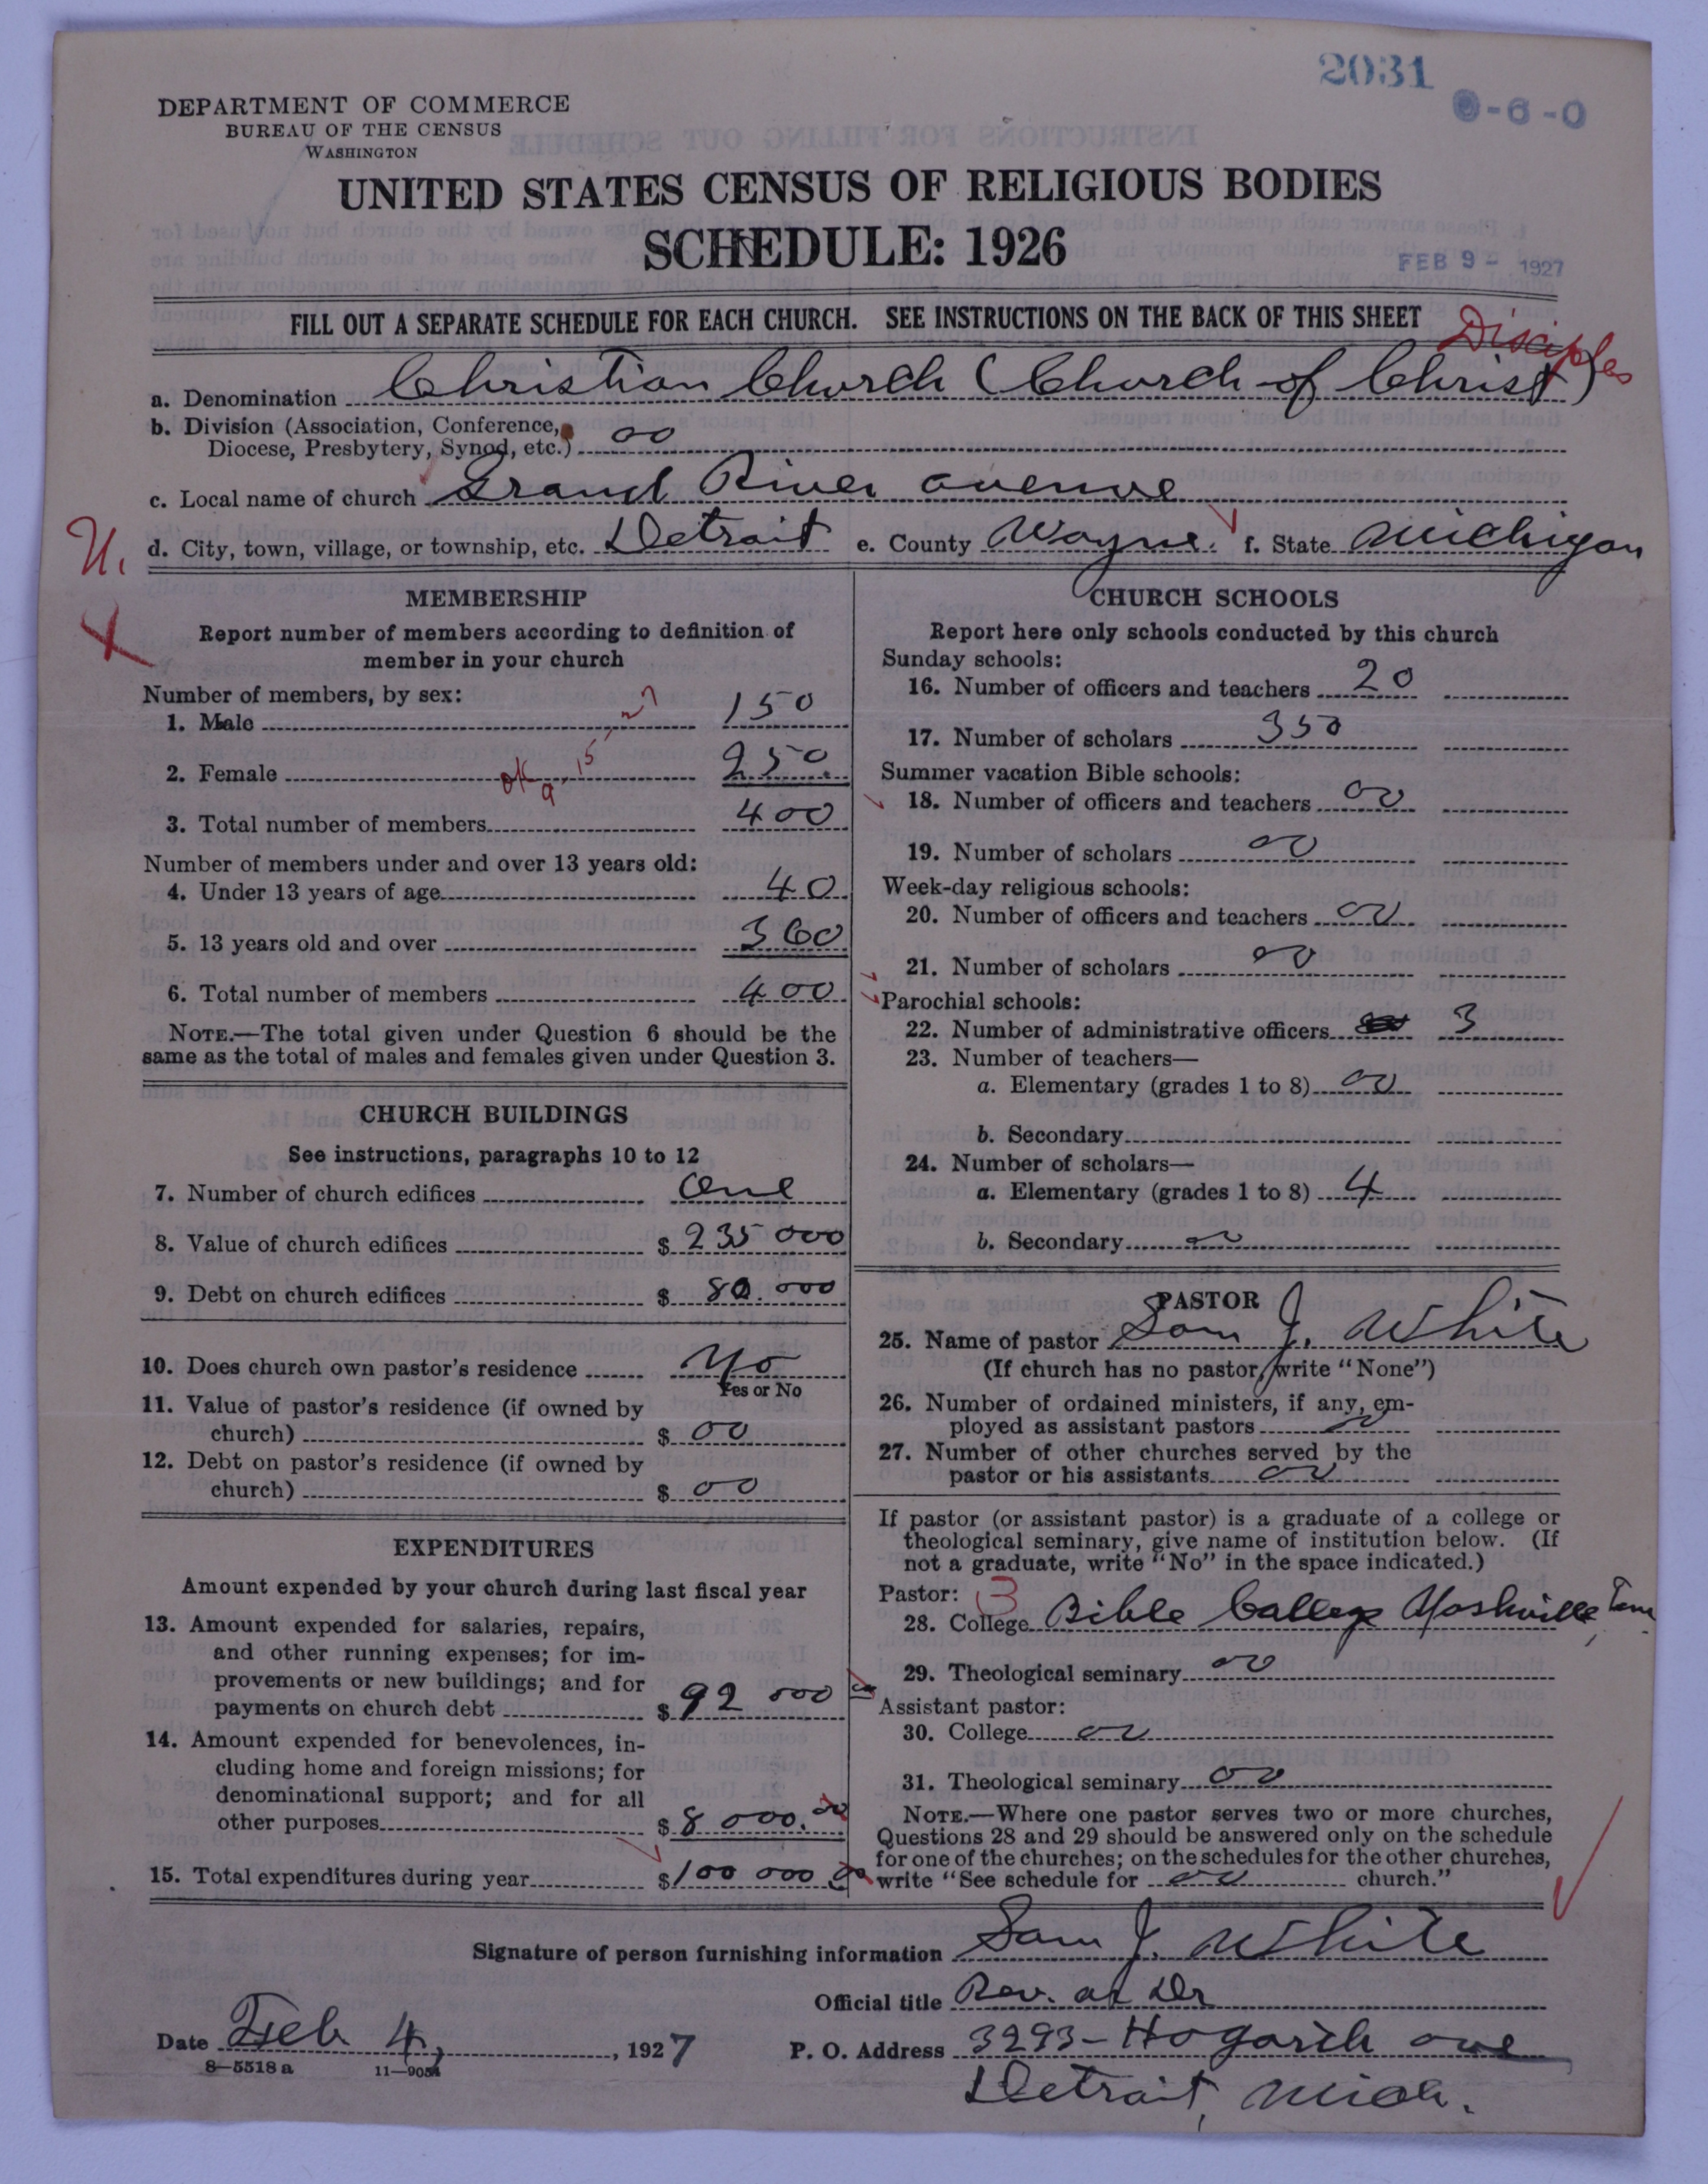 2031
0-6-0
DEPARTMENT OF COMMERCE
BUREAU OF THE CENSUS
WASHINGTON
UNITED STATES CENSUS OF RELIGIOUS BODIES
SCHEDULE: 1926
FEB 9 - 1927
FILL OUT A SEPARATE SCHEDULE FOR EACH CHURCH. SEE INSTRUCTIONS ON THE BACK OF THIS SHEET
Disciples
a. Denomination Christian Church (Church of Christ)
b. Division (Association, Conference, Diocese, Presbytery, Synod, etc.) 00
c. Local name of church Grand River avenue
U.
d. City, town, village, or township, etc. Detroit e. County Wayne. f. State Michigan
X
MEMBERSHIP
Report number of members according to definition of
member in your church
Number of members, by sex:
1. Male 150
2. Female 250
3. Total number of members 400
Number of members under and over 13 years old:
4. Under 13 years of age 40
5. 13 years old and over 360
6. Total number of members 400
NOTE.—The total given under Question 6 should be the
same as the total of males and females given under Question 3.
CHURCH BUILDINGS
See instructions, paragraphs 10 to 12
7. Number of church edifices One
8. Value of church edifices $ 235 000
9. Debt on church edifices $ 80.000
10. Does church own pastor's residence No
Yes or No
11. Value of pastor's residence (if owned by
church) $ 00
12. Debt on pastor's residence (if owned by
church) $ 00
EXPENDITURES
Amount expended by your church during last fiscal year
13. Amount expended for salaries, repairs,
and other running expenses; for im-
provements or new buildings; and for
payments on church debt $ 92 000
14. Amount expended for benevolences, in-
cluding home and foreign missions; for
denominational support; and for all
other purposes $ 8 000.00
15. Total expenditures during year $ 100 000 00
CHURCH SCHOOLS
Report here only schools conducted by this church
Sunday schools:
16. Number of officers and teachers 20
17. Number of scholars 350
Summer vacation Bible schools:
18. Number of officers and teachers 00
19. Number of scholars 00
Week-day religious schools:
20. Number of officers and teachers 00
21. Number of scholars 00
Parochial schools:
22. Number of administrative officers 3
23. Number of teachers—
a. Elementary (grades 1 to 8) 00
b. Secondary
24. Number of scholars—
a. Elementary (grades 1 to 8) 4
b. Secondary 00
PASTOR
25. Name of pastor Sam J. White
(If church has no pastor, write "None")
26. Number of ordained ministers, if any, em-
ployed as assistant pastors 00
27. Number of other churches served by the
pastor or his assistants 00
If pastor (or assistant pastor) is a graduate of a college or
theological seminary, give name of institution below. (If
not a graduate, write "No" in the space indicated.)
Pastor: 3
28. College Bible College Nashville, Tenn
29. Theological seminary 00
Assistant pastor:
30. College 00
31. Theological seminary 00
NOTE.—Where one pastor serves two or more churches,
Questions 28 and 29 should be answered only on the schedule
for one of the churches; on the schedules for the other churches,
write "See schedule for 00 church."
Signature of person furnishing information Sam J. White
Official title Rev. or Dr
Date Feb 4, 1927
P. O. Address 3293- Hogarth ave
Detroit, Mich.
8—5518 a 11—9054